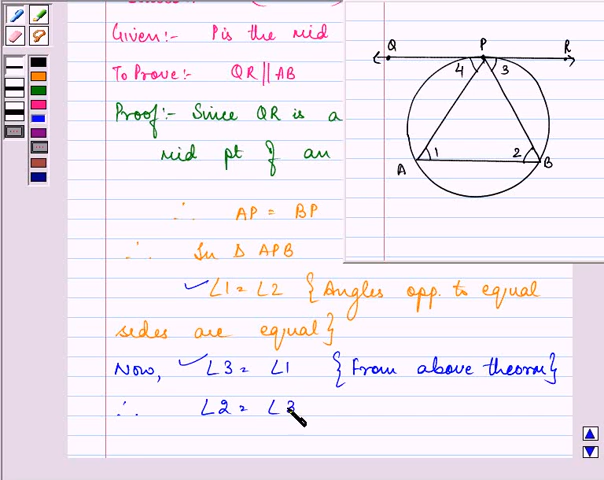 Given:- P is the mid
To Prove:- QR || AB
Proof:- Since QR is a
mid pt of an
∴ AP = BP
∴ In Δ APB
✓∠1 = ∠2 {Angles opp. to equal
sides are equal}
Now, ✓∠3 = ∠1 {From above theorem}
∴ ∠2 = ∠3
Q P R
4 3
1 2
A B